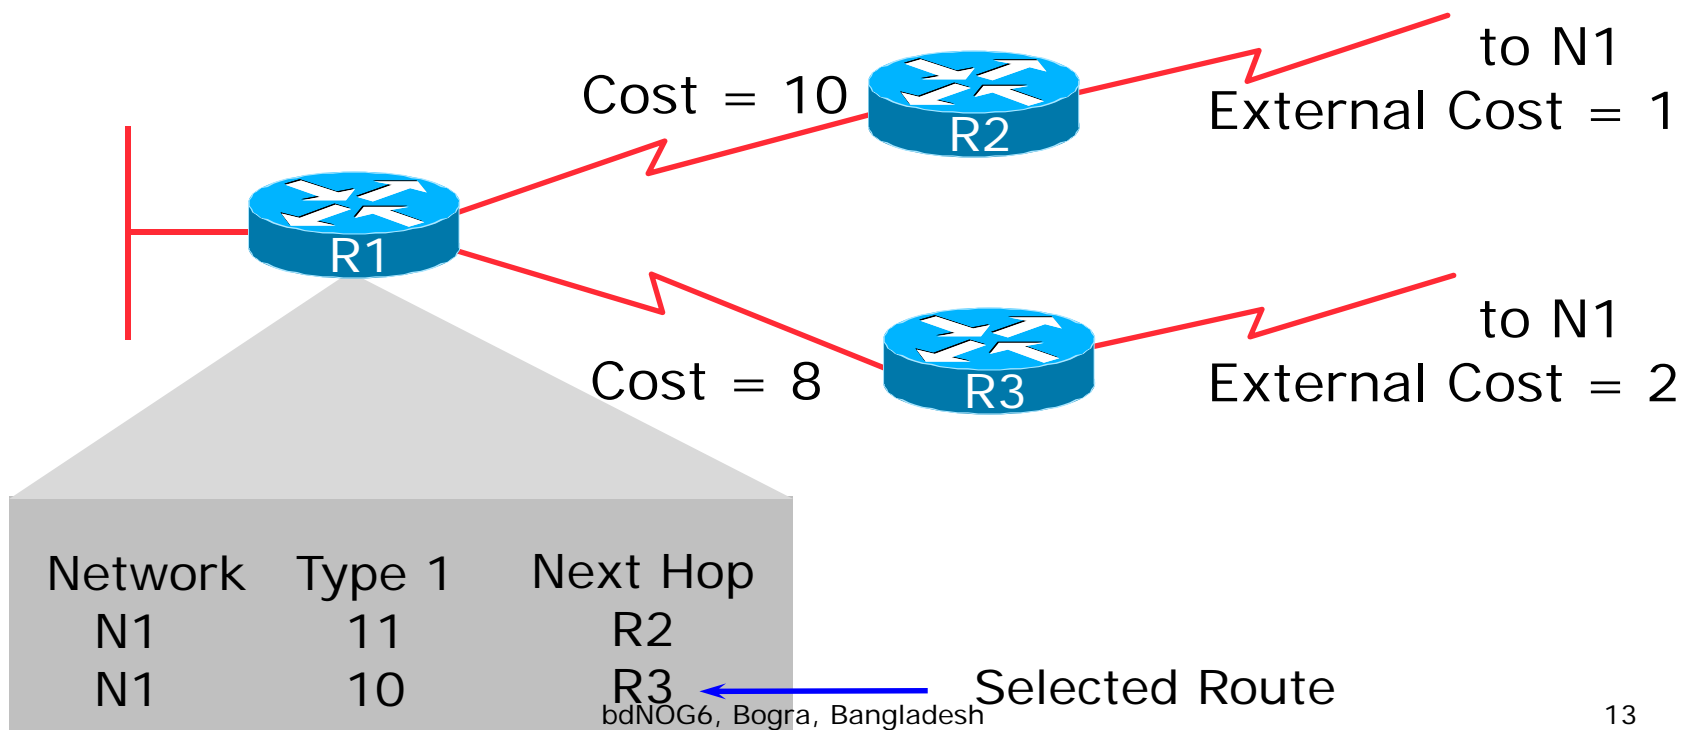 to N1
Cost = 10
External Cost = 1
R2
R1
to N1
Cost = 8
R3
External Cost = 2
Network Type 1 Next Hop
N1 11 R2
N1 10 R3
Selected Route
bdNOG6, Bogra, Bangladesh
13